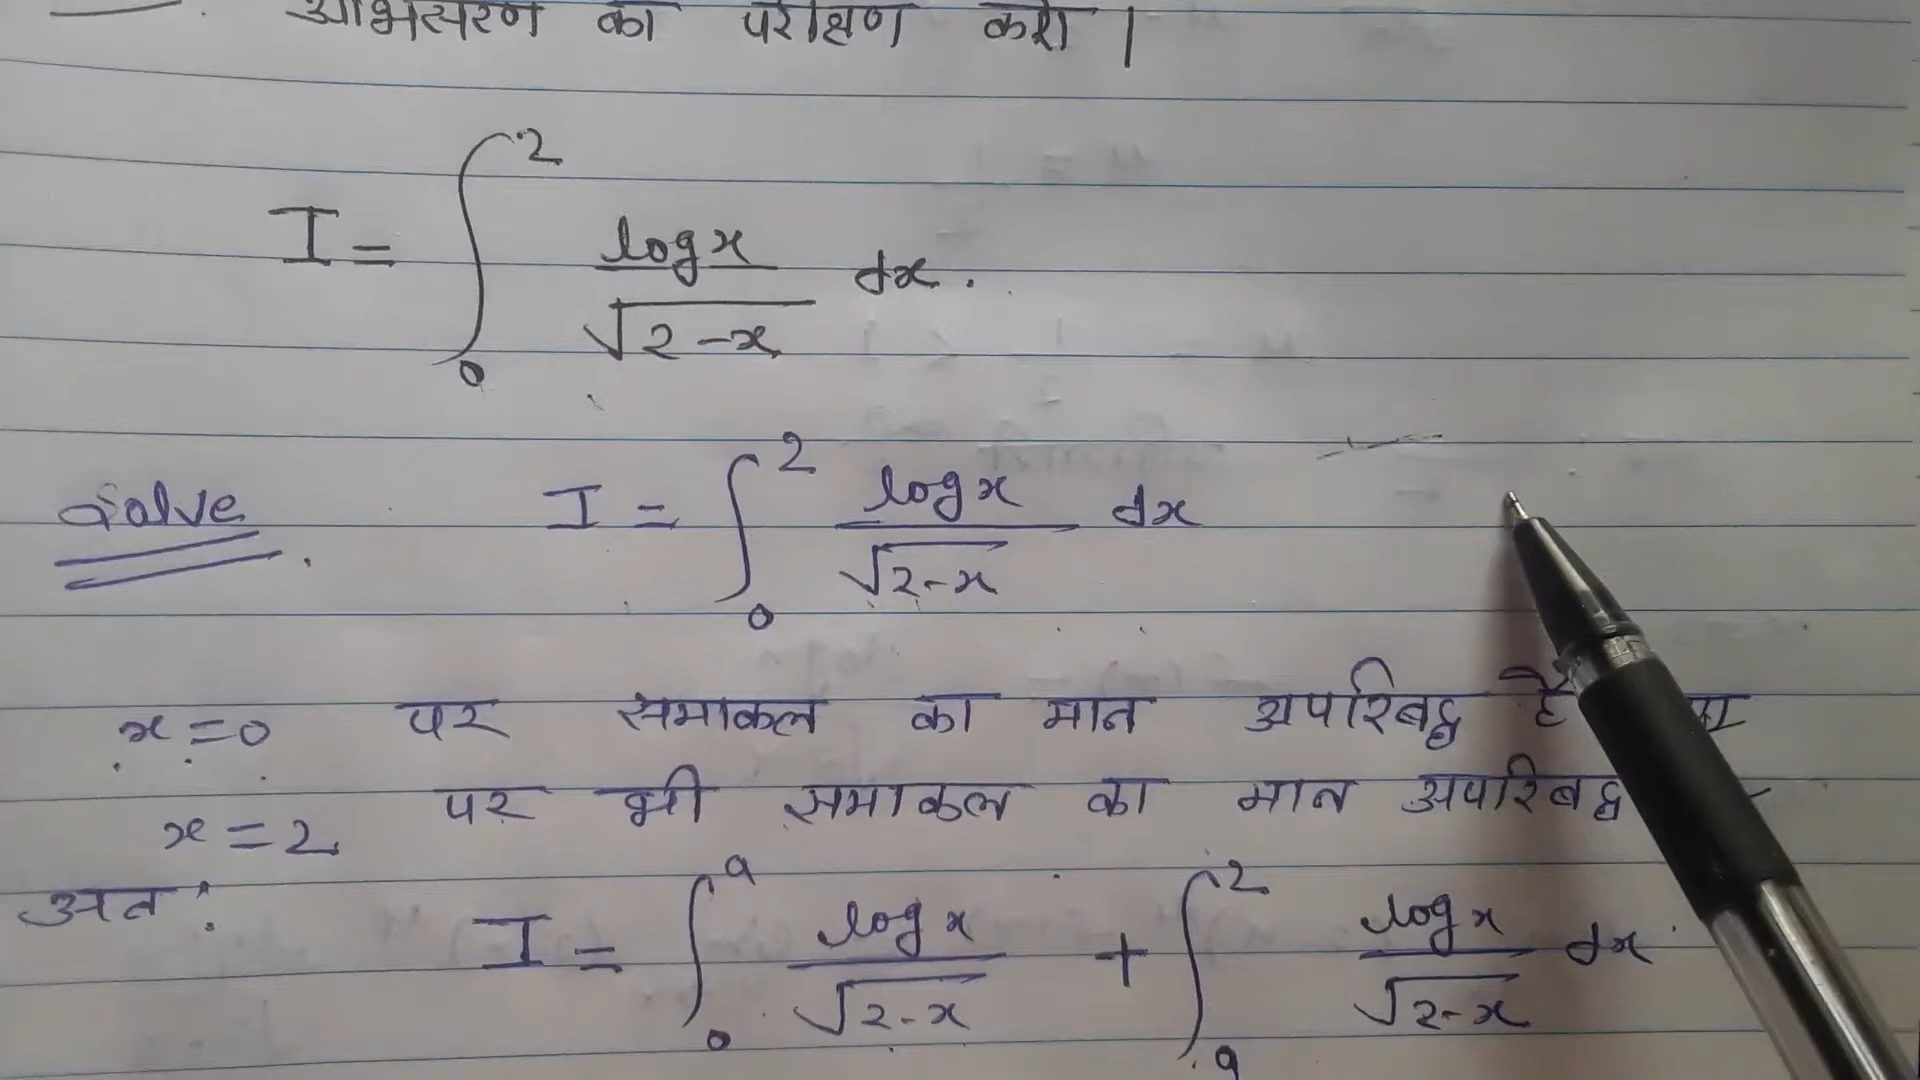 अभिसरण का परीक्षण करो ।
I = ∫₀² log x / √(2-x) dx .
Solve . I = ∫₀² log x / √(2-x) dx
x = 0 पर समाकल का मान अपरिबद्ध है
x = 2 पर भी समाकल का मान अपरिबद्ध
अत: I = ∫₀ᵃ log x / √(2-x) + ∫ₐ² log x / √(2-x) dx